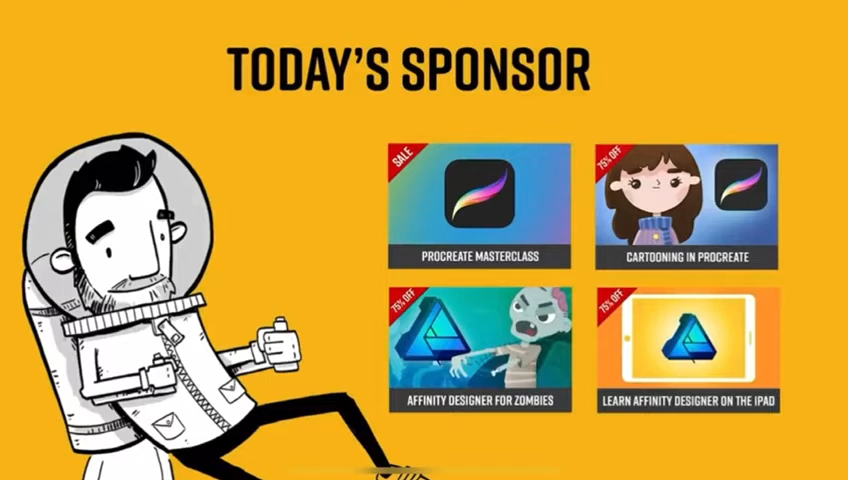 TODAY'S SPONSOR
SALE
PROCREATE MASTERCLASS
75% OFF
CARTOONING IN PROCREATE
75% OFF
AFFINITY DESIGNER FOR ZOMBIES
75% OFF
LEARN AFFINITY DESIGNER ON THE IPAD